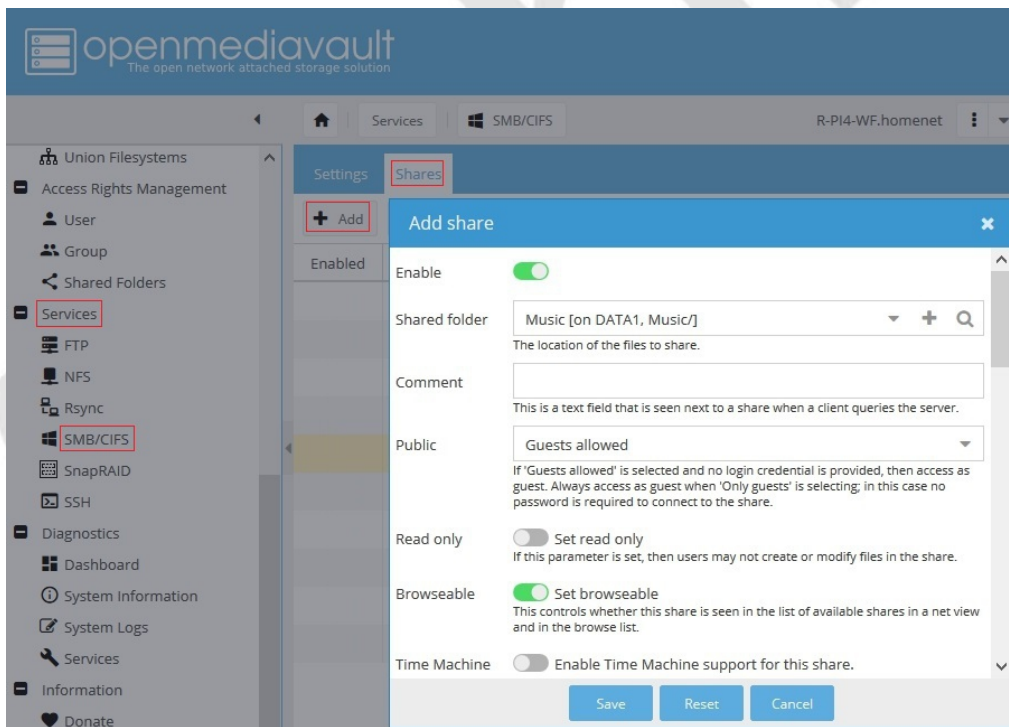 openmediavault
The open network attached storage solution
Services
SMB/CIFS
R-PI4-WF.homenet
Union Filesystems
Access Rights Management
User
Group
Shared Folders
Services
FTP
NFS
Rsync
SMB/CIFS
SnapRAID
SSH
Diagnostics
Dashboard
System Information
System Logs
Services
Information
Donate
Settings
Shares
Add
Enabled
Add share
Enable
Shared folder
Music [on DATA1, Music/]
The location of the files to share.
Comment
This is a text field that is seen next to a share when a client queries the server.
Public
Guests allowed
If 'Guests allowed' is selected and no login credential is provided, then access as
guest. Always access as guest when 'Only guests' is selecting; in this case no
password is required to connect to the share.
Read only
Set read only
If this parameter is set, then users may not create or modify files in the share.
Browseable
Set browseable
This controls whether this share is seen in the list of available shares in a net view
and in the browse list.
Time Machine
Enable Time Machine support for this share.
Save
Reset
Cancel